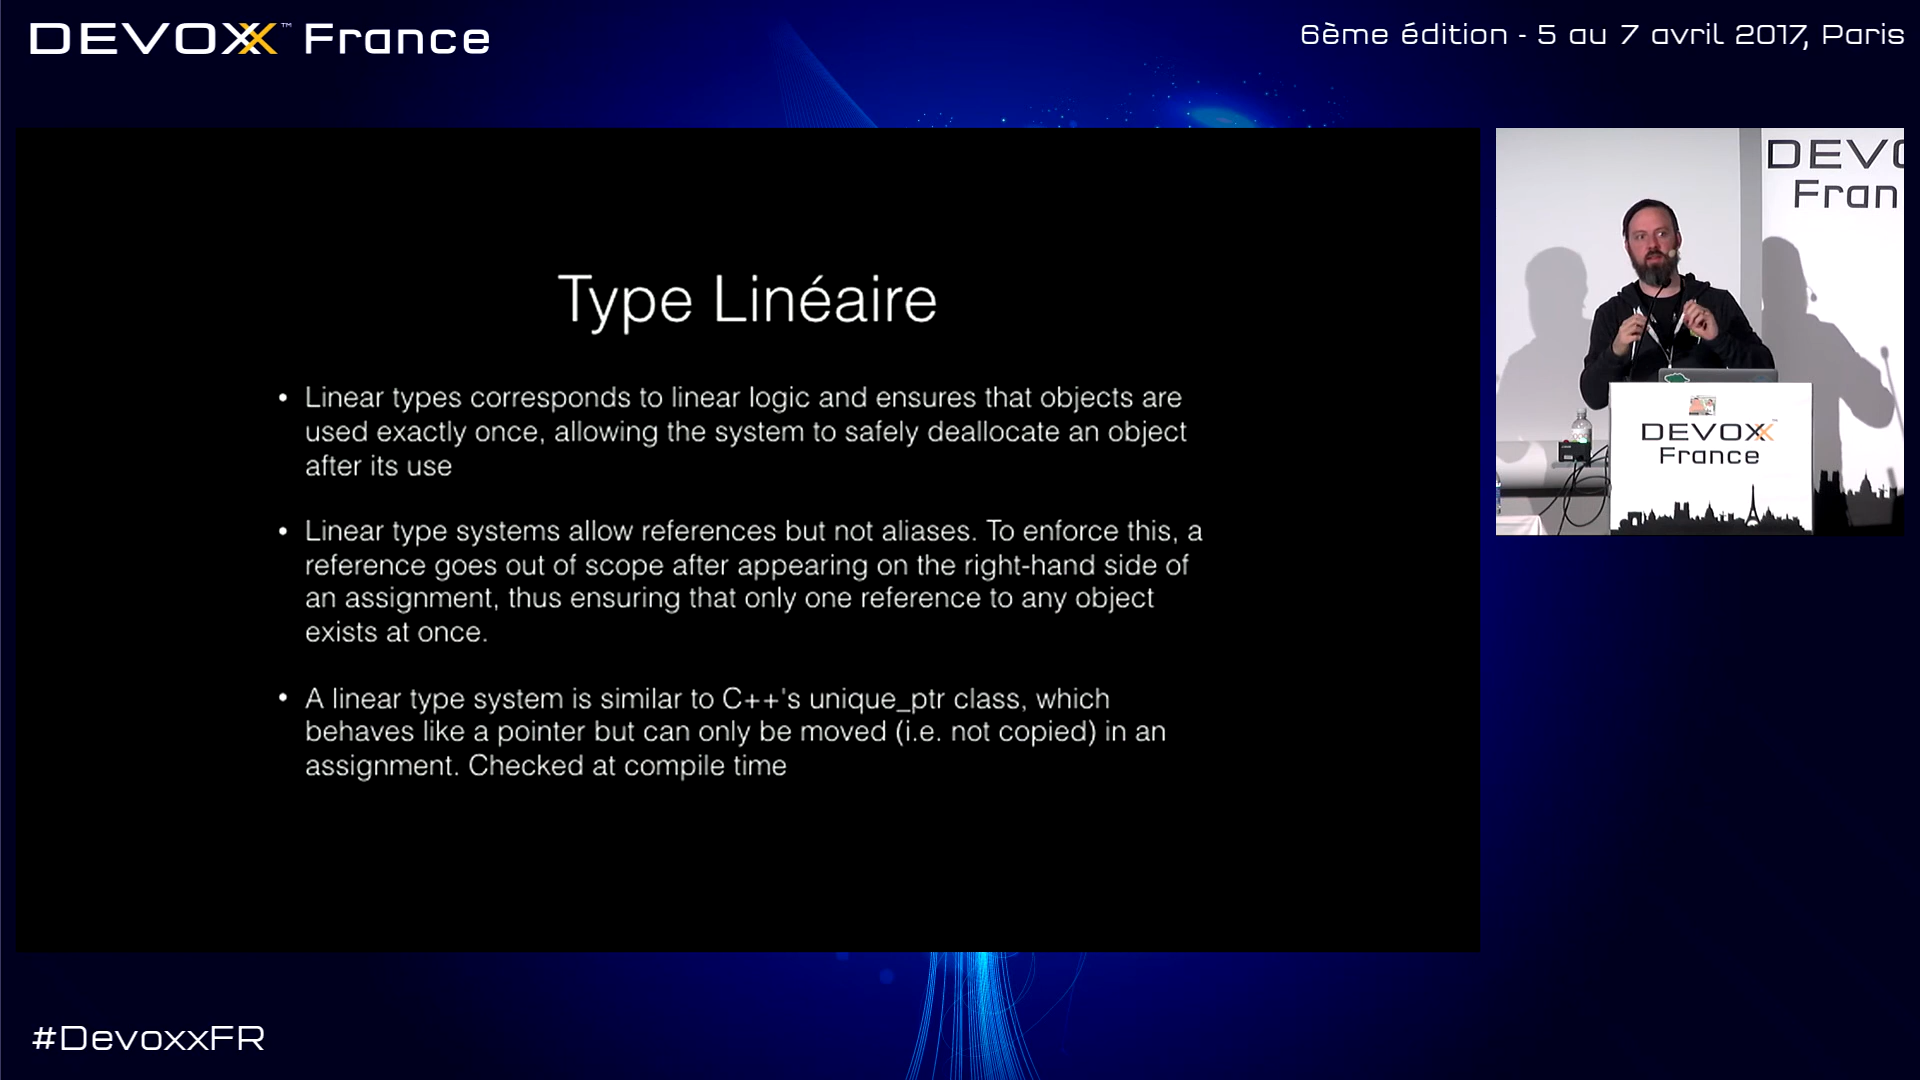 DEVOXX™ France
6ème édition - 5 au 7 avril 2017, Paris
Type Linéaire
• Linear types corresponds to linear logic and ensures that objects are
used exactly once, allowing the system to safely deallocate an object
after its use
• Linear type systems allow references but not aliases. To enforce this, a
reference goes out of scope after appearing on the right-hand side of
an assignment, thus ensuring that only one reference to any object
exists at once.
• A linear type system is similar to C++'s unique_ptr class, which
behaves like a pointer but can only be moved (i.e. not copied) in an
assignment. Checked at compile time
DEVO
Fran
DEVOXX
France
#DevoxxFR